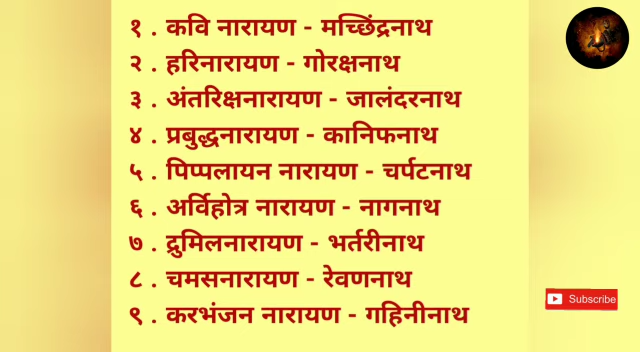 १ . कवि नारायण - मच्छिंद्रनाथ
२ . हरिनारायण - गोरक्षनाथ
३ . अंतरिक्षनारायण - जालंदरनाथ
४ . प्रबुद्धनारायण - कानिफनाथ
५ . पिप्पलायन नारायण - चर्पटनाथ
६ . अर्विहोत्र नारायण - नागनाथ
७ . द्रुमिलनारायण - भर्तरीनाथ
८ . चमसनारायण - रेवणनाथ
९ . करभंजन नारायण - गहिनीनाथ
Subscribe